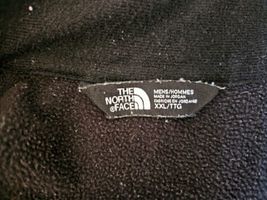 THE
NORTH
FACE
MENS/HOMMES
MADE IN JORDAN
FABRIQUÉ EN JORDANIE
XXL/TTG